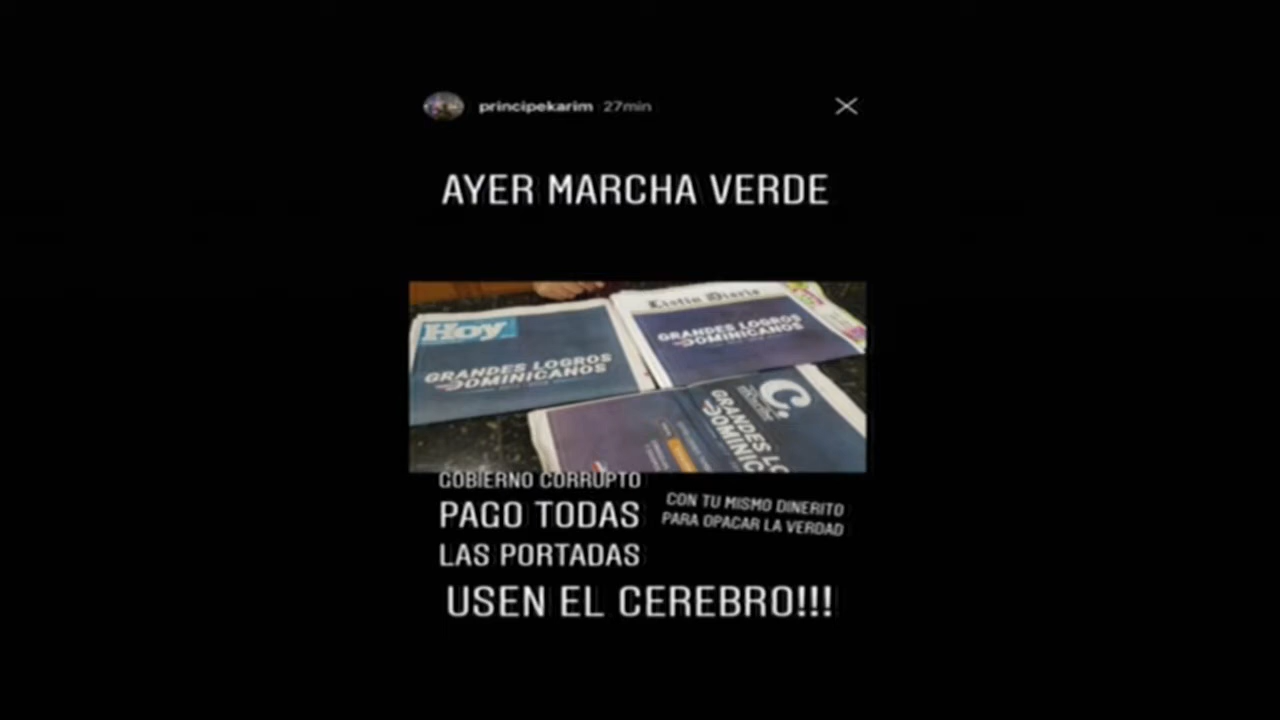 principekarim 27min
AYER MARCHA VERDE
Hoy
GRANDES LOGROS
DOMINICANOS
Listin Diario
GRANDES LOGROS
DOMINICANOS
GRANDES LO
DOMINIC
GOBIERNO CORRUPTO
PAGO TODAS
LAS PORTADAS
CON TU MISMO DINERITO
PARA OPACAR LA VERDAD
USEN EL CEREBRO!!!